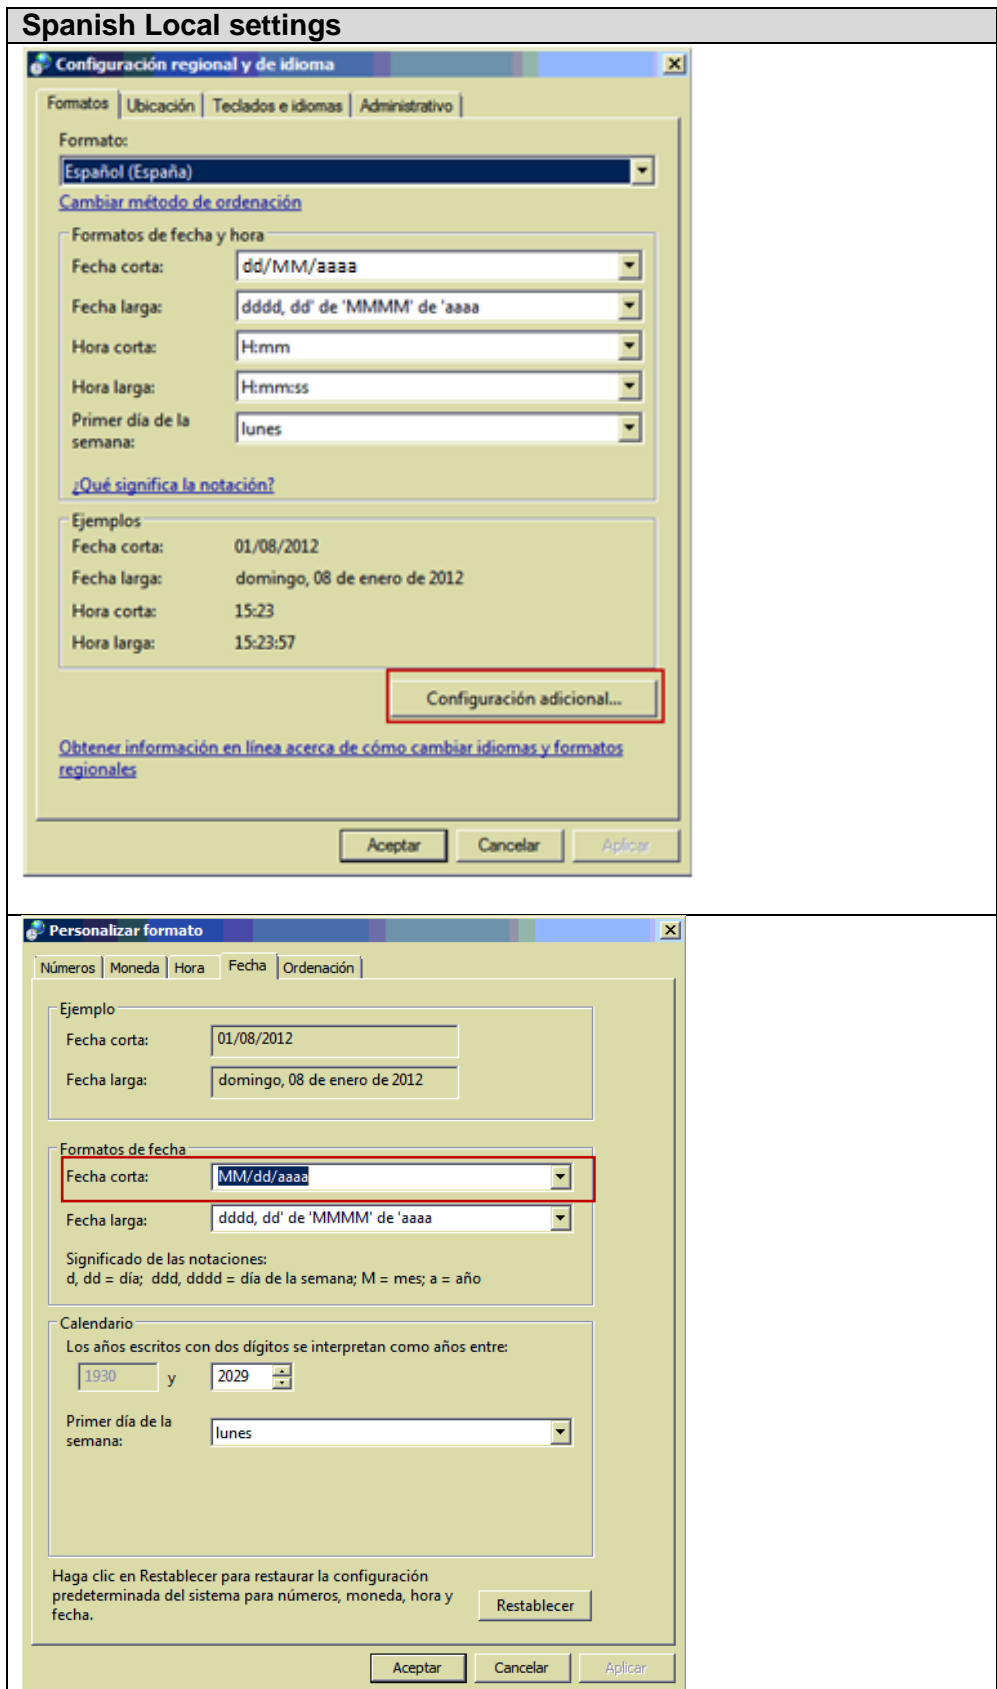 Spanish Local settings
Configuración regional y de idioma
Formatos Ubicación Teclados e idiomas Administrativo
Formato:
Español (España)
Cambiar método de ordenación
Formatos de fecha y hora
Fecha corta: dd/MM/aaaa
Fecha larga: dddd, dd' de 'MMMM' de 'aaaa
Hora corta: H:mm
Hora larga: H:mm:ss
Primer día de la
semana: lunes
¿Qué significa la notación?
Ejemplos
Fecha corta: 01/08/2012
Fecha larga: domingo, 08 de enero de 2012
Hora corta: 15:23
Hora larga: 15:23:57
Configuración adicional...
Obtener información en línea acerca de cómo cambiar idiomas y formatos
regionales
Aceptar Cancelar Aplicar
Personalizar formato
Números Moneda Hora Fecha Ordenación
Ejemplo
Fecha corta: 01/08/2012
Fecha larga: domingo, 08 de enero de 2012
Formatos de fecha
Fecha corta: MM/dd/aaaa
Fecha larga: dddd, dd' de 'MMMM' de 'aaaa
Significado de las notaciones:
d, dd = día; ddd, dddd = día de la semana; M = mes; a = año
Calendario
Los años escritos con dos dígitos se interpretan como años entre:
1930 y 2029
Primer día de la
semana: lunes
Haga clic en Restablecer para restaurar la configuración
predeterminada del sistema para números, moneda, hora y
fecha.
Restablecer
Aceptar Cancelar Aplicar